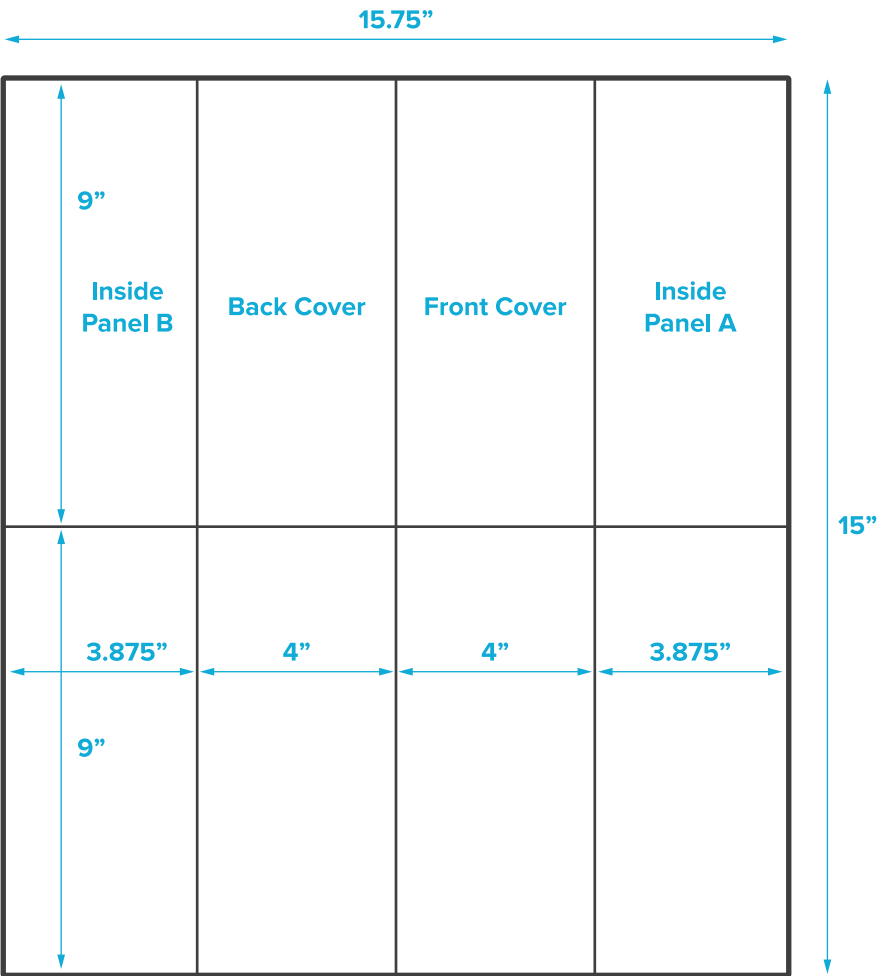 15.75”
9”
Inside
Panel B
Back Cover
Front Cover
Inside
Panel A
15”
3.875”
4”
4”
3.875”
9”